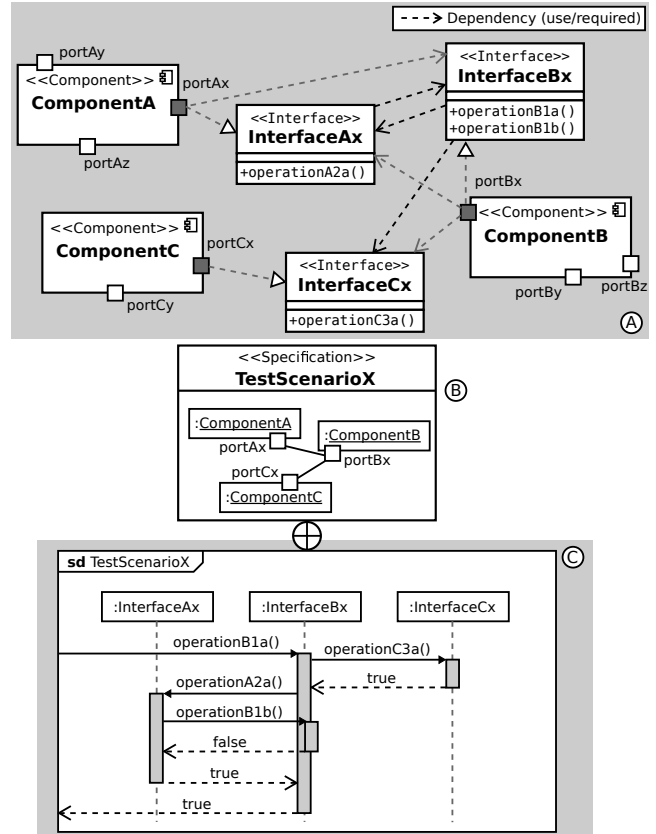 Dependency (use/required)
portAy
<<Component>>
ComponentA
portAx
portAz
<<Interface>>
InterfaceBx
+operationB1a()
+operationB1b()
<<Interface>>
InterfaceAx
+operationA2a()
portBx
<<Component>>
ComponentB
portBy
portBz
<<Component>>
ComponentC
portCx
portCy
<<Interface>>
InterfaceCx
+operationC3a()
A
<<Specification>>
TestScenarioX
B
:ComponentA
portAx
:ComponentB
portBx
portCx
:ComponentC
sd TestScenarioX
C
:InterfaceAx
:InterfaceBx
:InterfaceCx
operationB1a()
operationC3a()
true
operationA2a()
operationB1b()
false
true
true